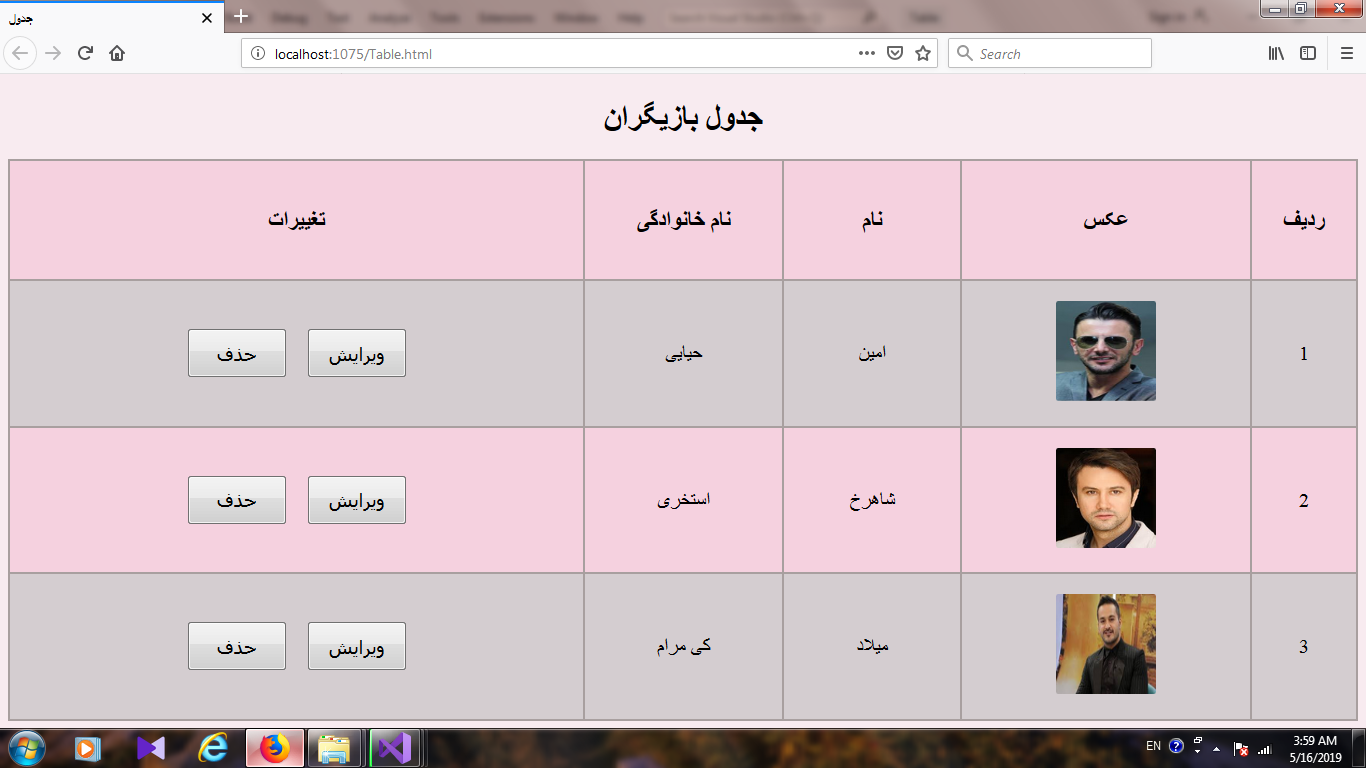 جدول
Debug Test Analyze Tools Extensions Window Help Table Sign in
localhost:1075/Table.html
Search
جدول بازیگران
ردیف عکس نام نام خانوادگی تغییرات
1 امین حیایی ویرایش حذف
2 شاهرخ استخری ویرایش حذف
3 میلاد کی مرام ویرایش حذف
EN 3:59 AM
5/16/2019